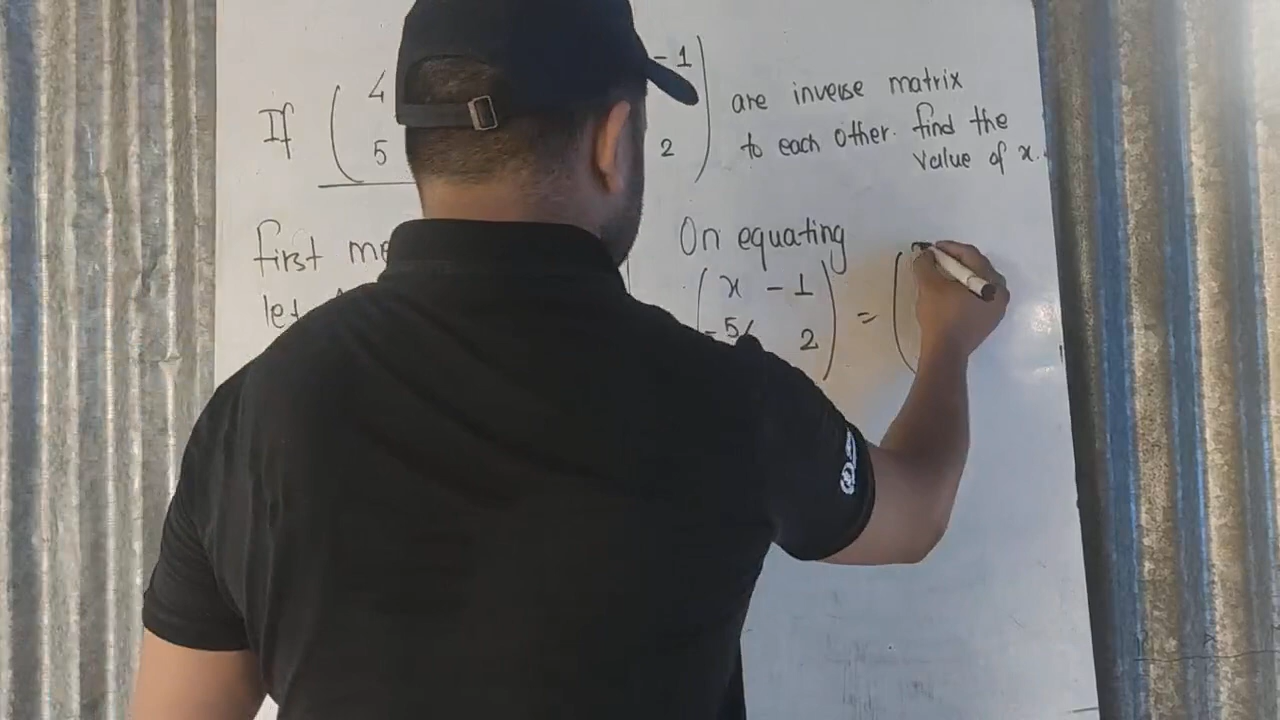 If ( 4 -1 ) are inverse matrix
5 2 to each other. find the
value of x.
first me
let
On equating
( x -1 ) = (
-5/ 2